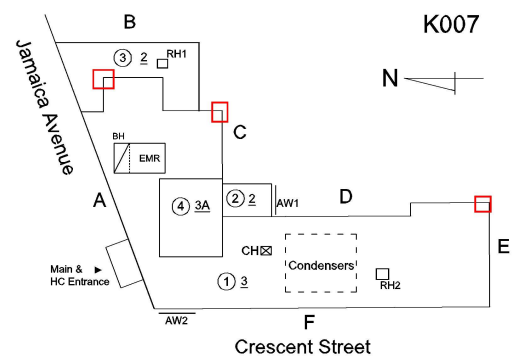 K007
B
3 2 RH1
Jamaica Avenue
N
C
BH
EMR
A
4 3A
2 2
AW1
D
E
CH
Condensers
Main &
HC Entrance
1 3
RH2
AW2
F
Crescent Street